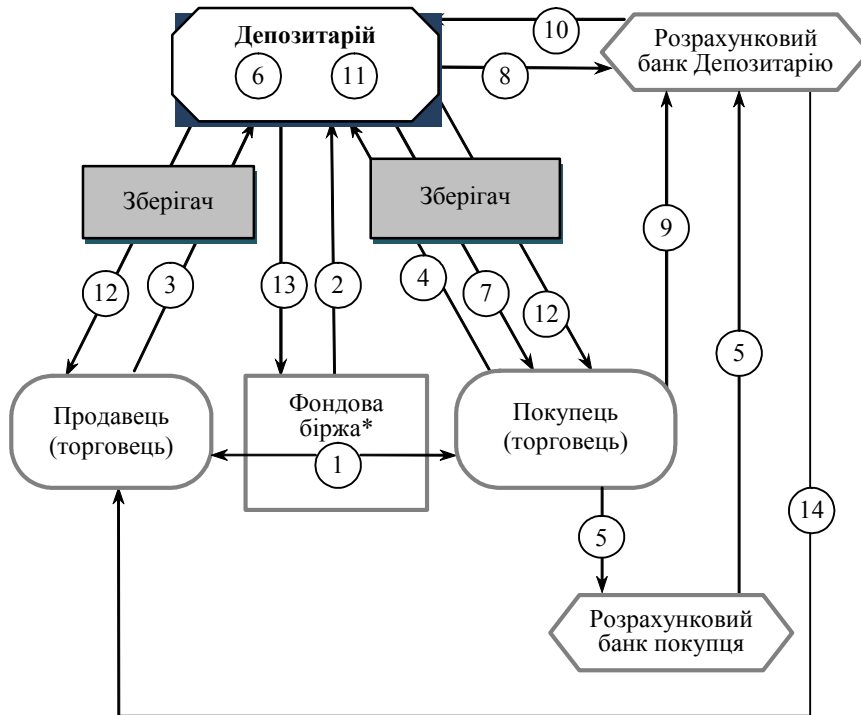 10
Депозитарій
Розрахунковий
банк Депозитарію
6
11
8
Зберігач
Зберігач
9
12
3
13
2
4
7
12
5
Продавець
(торговець)
Фондова
біржа*
Покупець
(торговець)
1
14
5
Розрахунковий
банк покупця